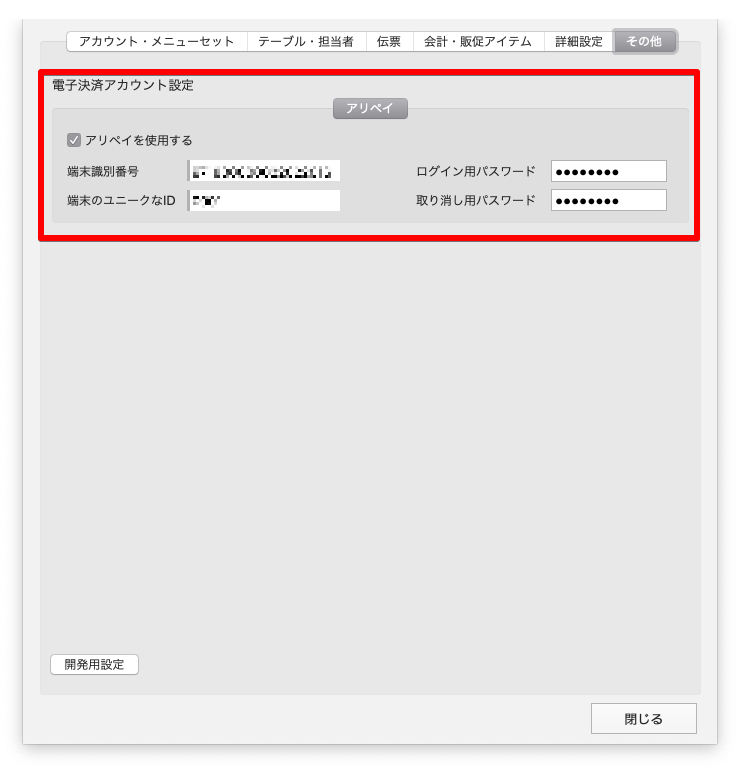 アカウント・メニューセット テーブル・担当者 伝票 会計・販促アイテム 詳細設定 その他
電子決済アカウント設定
アリペイ
アリペイを使用する
端末識別番号 ログイン用パスワード ●●●●●●●●
端末のユニークなID 取り消し用パスワード ●●●●●●●●
開発用設定
閉じる